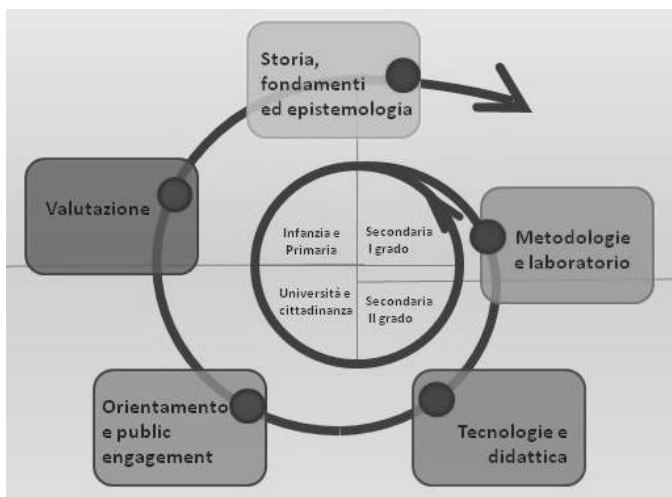 Storia,
fondamenti
ed epistemologia
Valutazione
Infanzia e
Primaria
Secondaria
I grado
Metodologie
e laboratorio
Università e
cittadinanza
Secondaria
II grado
Orientamento
e public
engagement
Tecnologie e
didattica